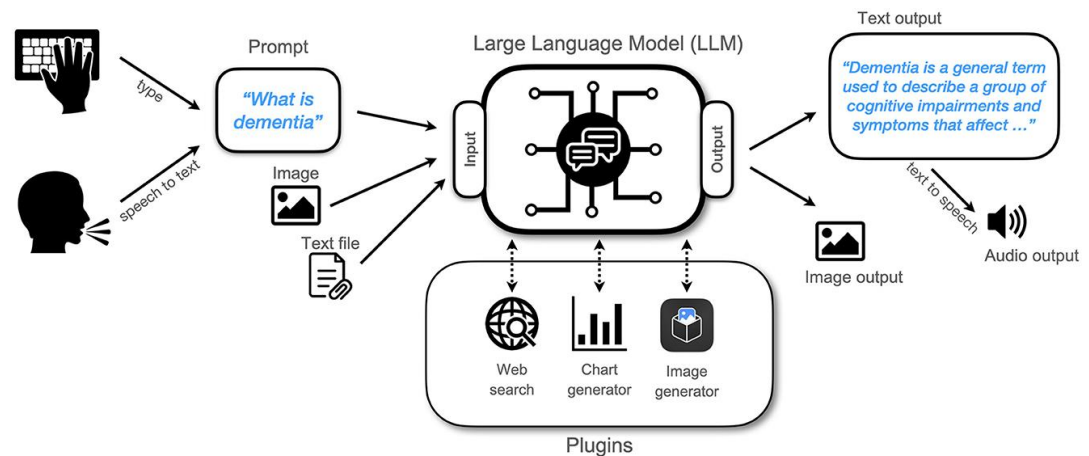 type
speech to text
Prompt
“What is
dementia”
Image
Text file
Large Language Model (LLM)
Input
Output
Text output
“Dementia is a general term
used to describe a group of
cognitive impairments and
symptoms that affect …”
text to speech
Audio output
Image output
Web
search
Chart
generator
Image
generator
Plugins